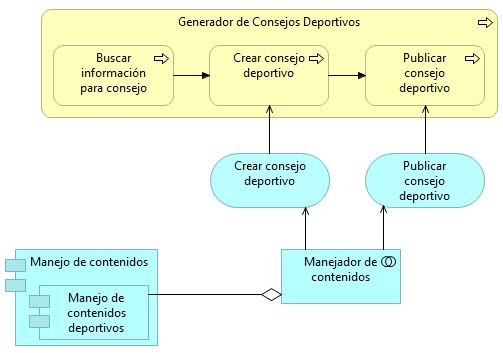 Generador de Consejos Deportivos
Buscar
información
para consejo
Crear consejo
deportivo
Publicar
consejo
deportivo
Crear consejo
deportivo
Publicar
consejo
deportivo
Manejo de contenidos
Manejo de
contenidos
deportivos
Manejador de
contenidos